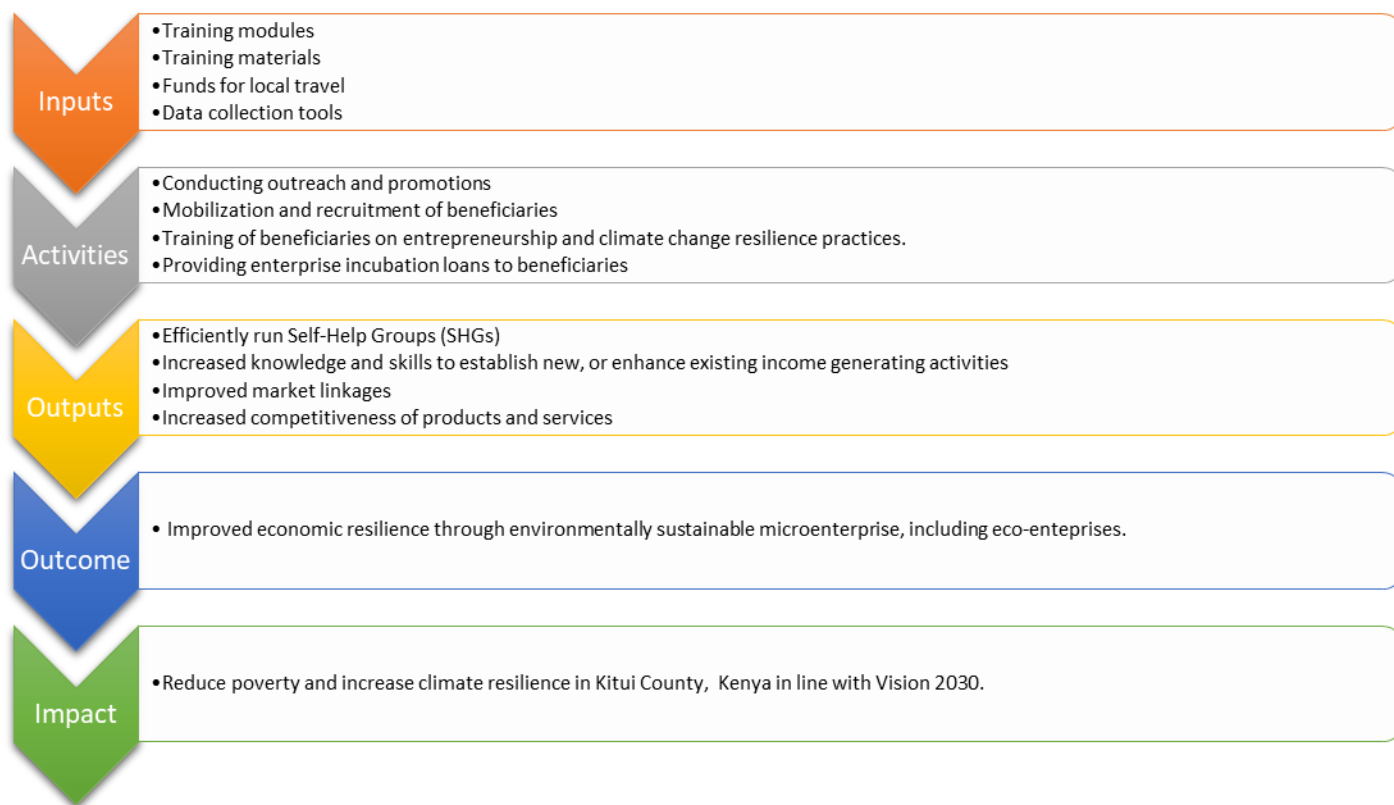 Inputs
•Training modules
•Training materials
•Funds for local travel
•Data collection tools
Activities
•Conducting outreach and promotions
•Mobilization and recruitment of beneficiaries
•Training of beneficiaries on entrepreneurship and climate change resilience practices.
•Providing enterprise incubation loans to beneficiaries
Outputs
•Efficiently run Self-Help Groups (SHGs)
•Increased knowledge and skills to establish new, or enhance existing income generating activities
•Improved market linkages
•Increased competitiveness of products and services
Outcome
• Improved economic resilience through environmentally sustainable microenterprise, including eco-enteprises.
Impact
•Reduce poverty and increase climate resilience in Kitui County,  Kenya in line with Vision 2030.